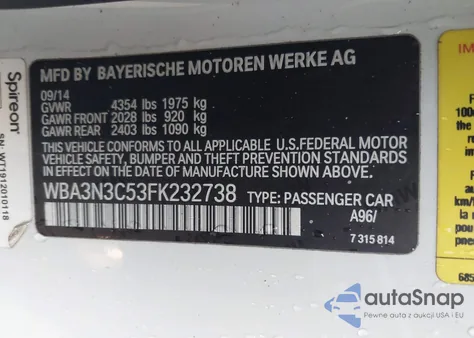 MFD BY BAYERISCHE MOTOREN WERKE AG
09/14
GVWR 4354 lbs 1975 kg
GAWR FRONT 2028 lbs 920 kg
GAWR REAR 2403 lbs 1090 kg
THIS VEHICLE CONFORMS TO ALL APPLICABLE U.S.FEDERAL MOTOR
VEHICLE SAFETY, BUMPER AND THEFT PREVENTION STANDARDS
IN EFFECT ON THE DATE OF MANUFACTURE SHOWN ABOVE.
WBA3N3C53FK232738 TYPE: PASSENGER CAR
A96/
7 315 814
Spireon
SN: WT1912010118
autoSnap
Pewne auta z aukcji USA i EU